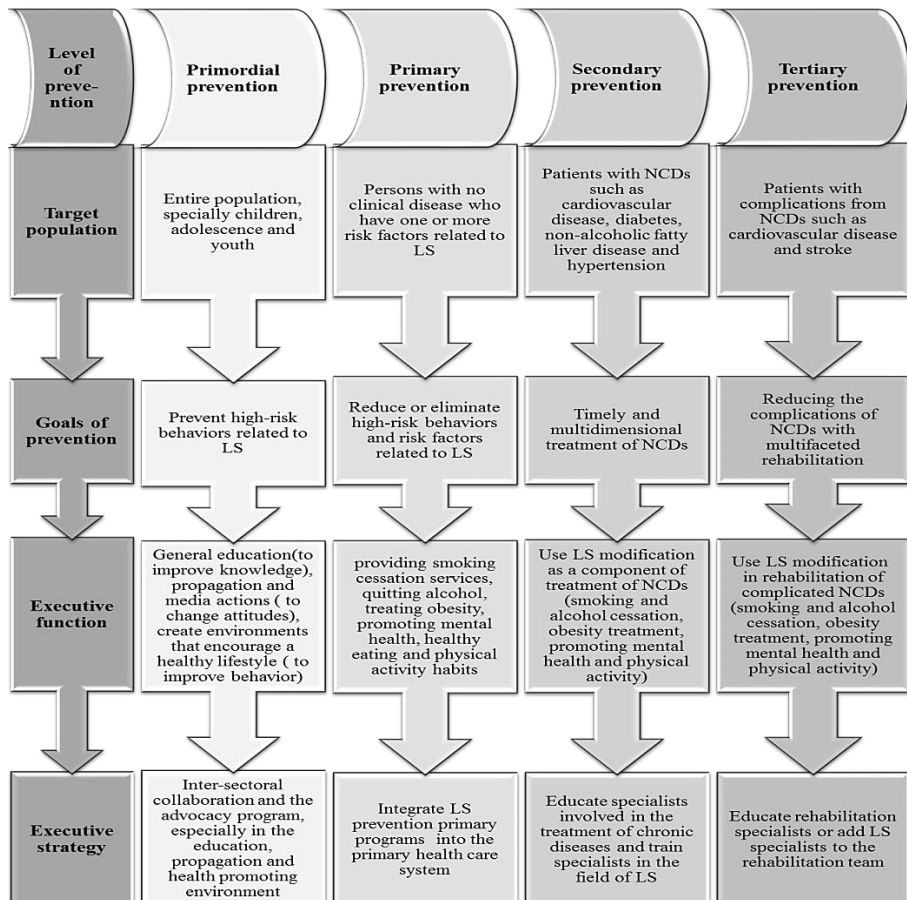 Level
of
preve-
ntion
Primordial
prevention
Primary
prevention
Secondary
prevention
Tertiary
prevention
Target
population
Entire population,
specially children,
adolescence and
youth
Persons with no
clinical disease who
have one or more
risk factors related to
LS
Patients with NCDs
such as
cardiovascular
disease, diabetes,
non-alcoholic fatty
liver disease and
hypertension
Patients with
complications from
NCDs such as
cardiovascular disease
and stroke
Goals of
prevention
Prevent high-risk
behaviors related to
LS
Reduce or eliminate
high-risk behaviors
and risk factors
related to LS
Timely and
multidimensional
treatment of NCDs
Reducing the
complications of
NCDs with
multifaceted
rehabilitation
Executive
function
General education(to
improve knowledge),
propagation and
media actions ( to
change attitudes),
create environments
that encourage a
healthy lifestyle ( to
improve behavior)
providing smoking
cessation services,
quitting alcohol,
treating obesity,
promoting mental
health, healthy
eating and physical
activity habits
Use LS modification
as a component of
treatment of NCDs
(smoking and
alcohol cessation,
obesity treatment,
promoting mental
health and physical
activity)
Use LS modification
in rehabilitation of
complicated NCDs
(smoking and alcohol
cessation, obesity
treatment, promoting
mental health and
physical activity)
Executive
strategy
Inter-sectoral
collaboration and the
advocacy program,
especially in the
education,
propagation and
health promoting
environment
Integrate LS
prevention primary
programs into the
primary health care
system
Educate specialists
involved in the
treatment of chronic
diseases and train
specialists in the
field of LS
Educate rehabilitation
specialists or add LS
specialists to the
rehabilitation team